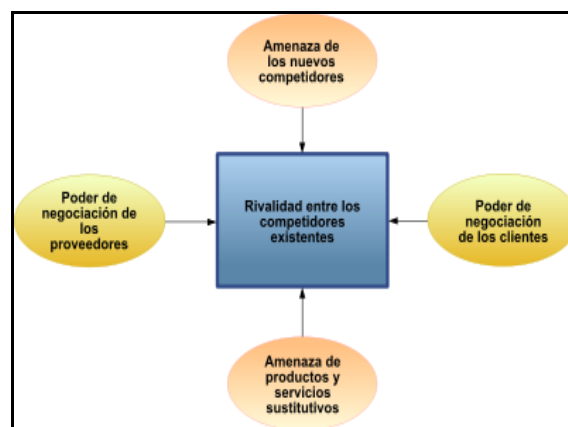 Amenaza de
los nuevos
competidores
Poder de
negociación de
los
proveedores
Rivalidad entre los
competidores
existentes
Poder de
negociación
de los clientes
Amenaza de
productos y
servicios
sustitutivos